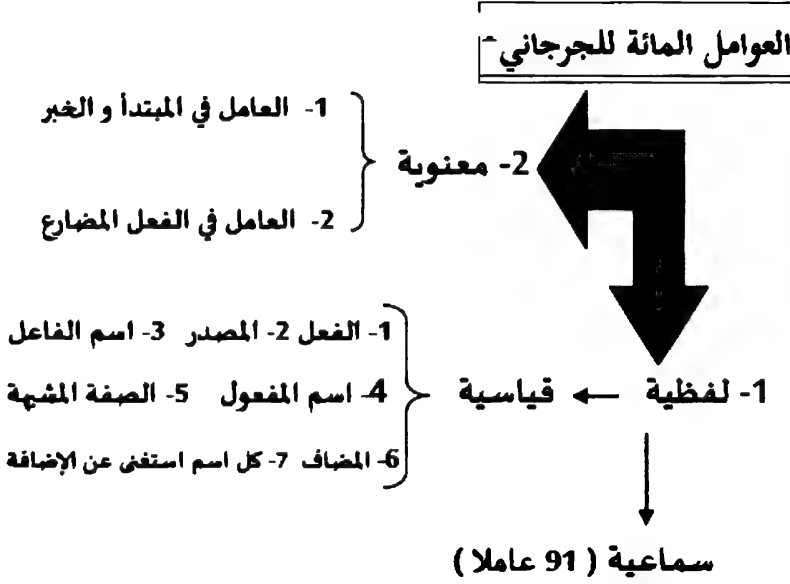 العوامل المائة للجرجاني -
2- معنوية
1- العامل في المبتدأ و الخبر
2- العامل في الفعل المضارع
1- لفظية ← قياسية
1- الفعل 2- المصدر 3- اسم الفاعل
4- اسم المفعول 5- الصفة المشبهة
6- المضاف 7- كل اسم استغنى عن الإضافة
سماعية ( 91 عاملا )